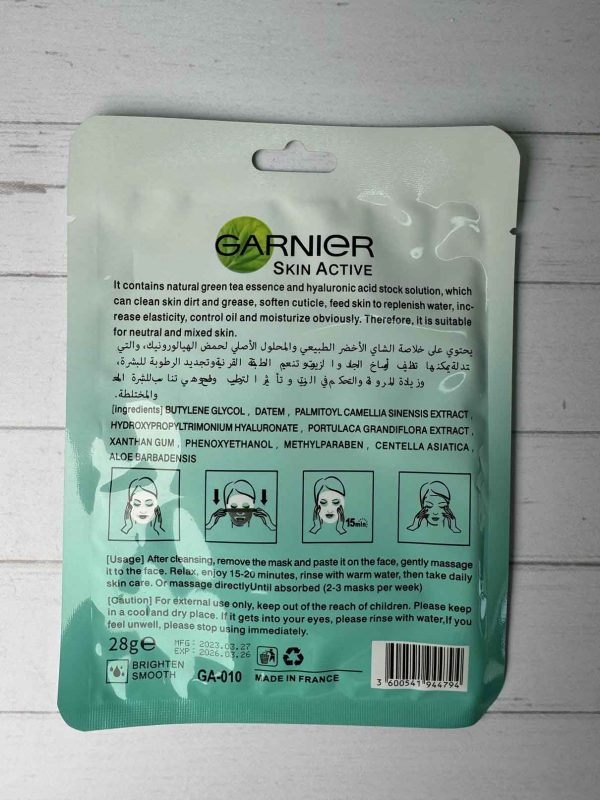 GARNIER
SKIN ACTIVE
It contains natural green tea essence and hyaluronic acid stock solution, which
can clean skin dirt and grease, soften cuticle, feed skin to replenish water, inc-
rease elasticity, control oil and moisturize obviously. Therefore, it is suitable
for neutral and mixed skin.
يحتوي على خلاصة الشاي الأخضر الطبيعي والمحلول الأصلي لحمض الهيالورونيك، والتي
وتجديد الرطوبة للبشرة،
والمختلطة.
[ingredients] BUTYLENE GLYCOL , DATEM , PALMITOYL CAMELLIA SINENSIS EXTRACT ,
HYDROXYPROPYLTRIMONIUM HYALURONATE , PORTULACA GRANDIFLORA EXTRACT ,
XANTHAN GUM , PHENOXYETHANOL , METHYLPARABEN , CENTELLA ASIATICA ,
ALOE BARBADENSIS
15min
[Usage] After cleansing, remove the mask and paste it on the face, gently massage
it to the face. Relax, enjoy 15-20 minutes, rinse with warm water, then take daily
skin care. Or massage directlyUntil absorbed (2-3 masks per week)
[Caution] For external use only, keep out of the reach of children. Please keep
in a cool and dry place. If it gets into your eyes, please rinse with water,if you
feel unwell, please stop using immediately.
28g℮
MFG : 2023.03.27
EXP : 2026.03.26
BRIGHTEN
SMOOTH
GA-010
MADE IN FRANCE
3 600541 944794